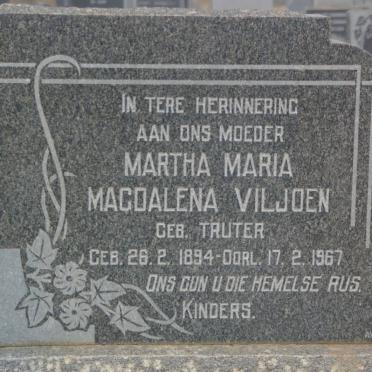 IN TERE HERINNERING
AAN ONS MOEDER
MARTHA MARIA
MAGDALENA VILJOEN
GEB. TRUTER
GEB. 26. 2. 1894 - OORL. 17. 2. 1967
ONS GUN U DIE HEMELSE RUS.
KINDERS.